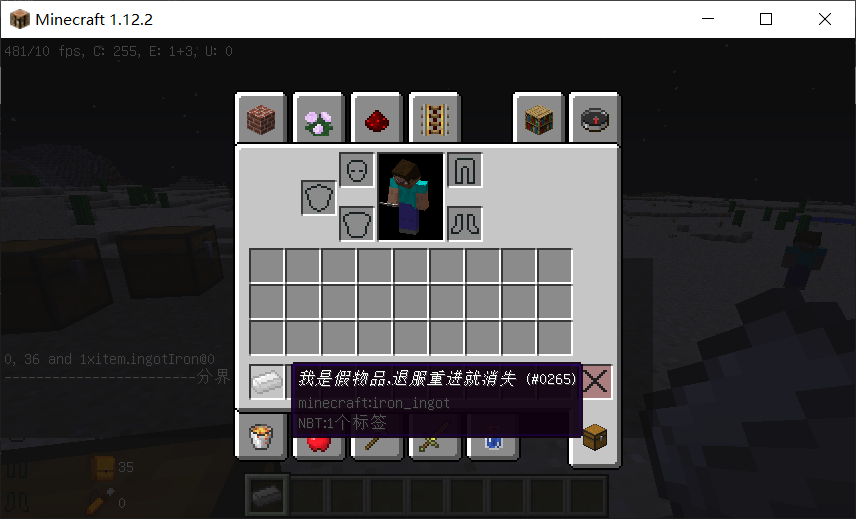 Minecraft 1.12.2
481/10 fps, C: 255, E: 1+3, U: 0
0, 36 and 1xitem.ingotIron@0
------------------------分界
我是假物品,退服重进就消失 (#0265)
minecraft:iron_ingot
NBT:1个标签
35
0